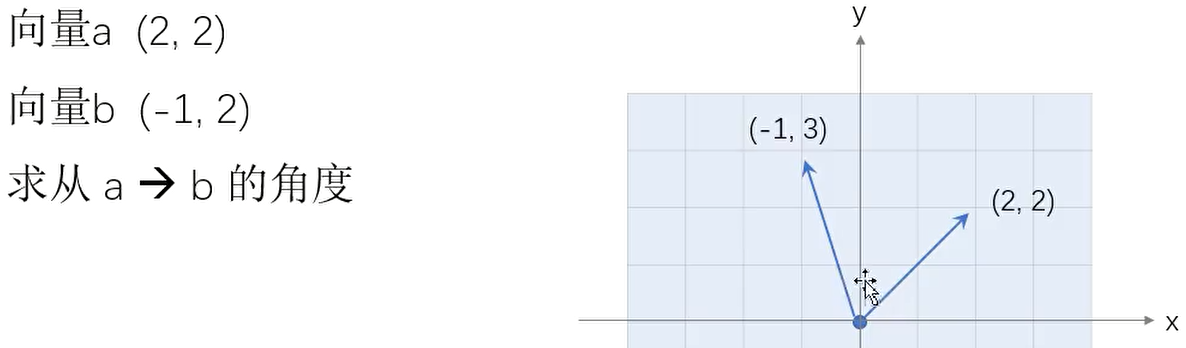 向量a (2, 2)
向量b (-1, 2)
求从 a → b 的角度
y
(-1, 3)
(2, 2)
x